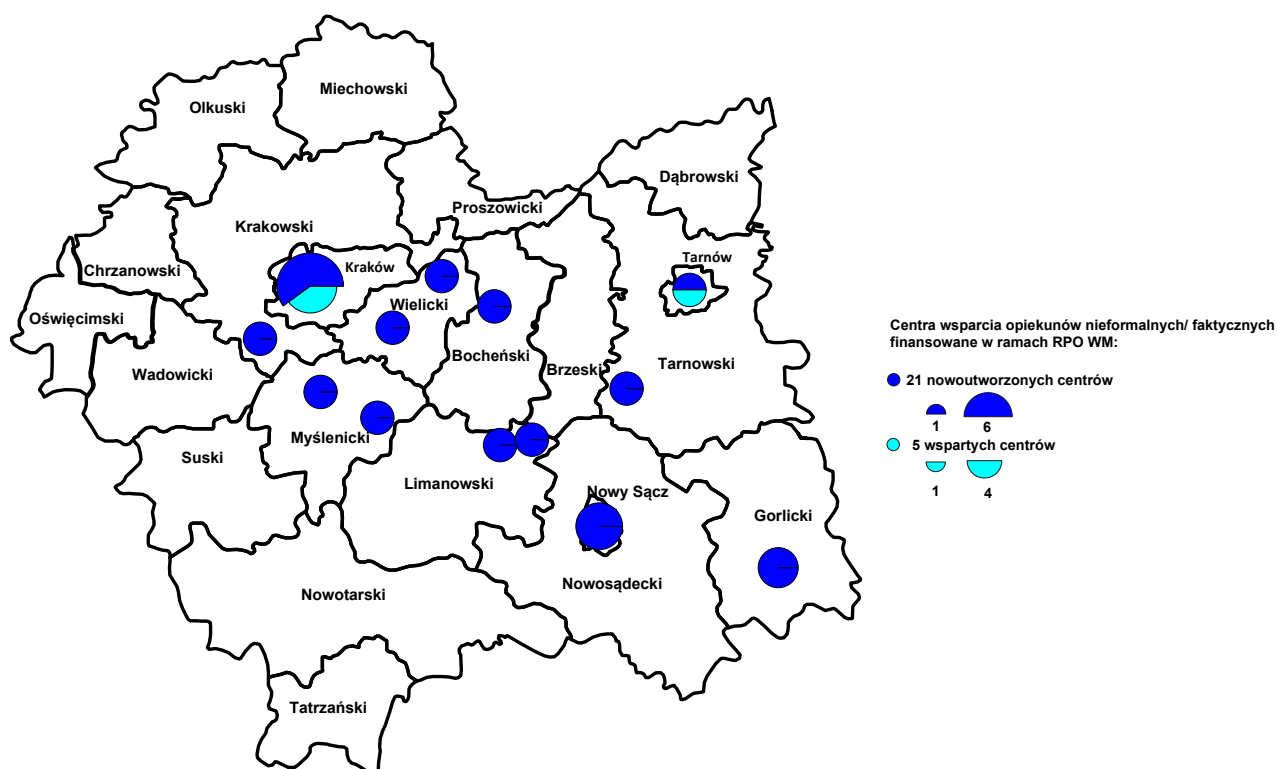 Miechowski
Olkuski
Dąbrowski
Proszowicki
Krakowski
Tarnów
Kraków
Chrzanowski
Wielicki
Oświęcimski
Bocheński
Tarnowski
Brzeski
Wadowicki
Myślenicki
Suski
Limanowski
Nowy Sącz
Gorlicki
Nowosądecki
Nowotarski
Tatrzański
Centra wsparcia opiekunów nieformalnych/ faktycznych
finansowane w ramach RPO WM:
21 nowoutworzonych centrów
1 6
5 wspartych centrów
1 4